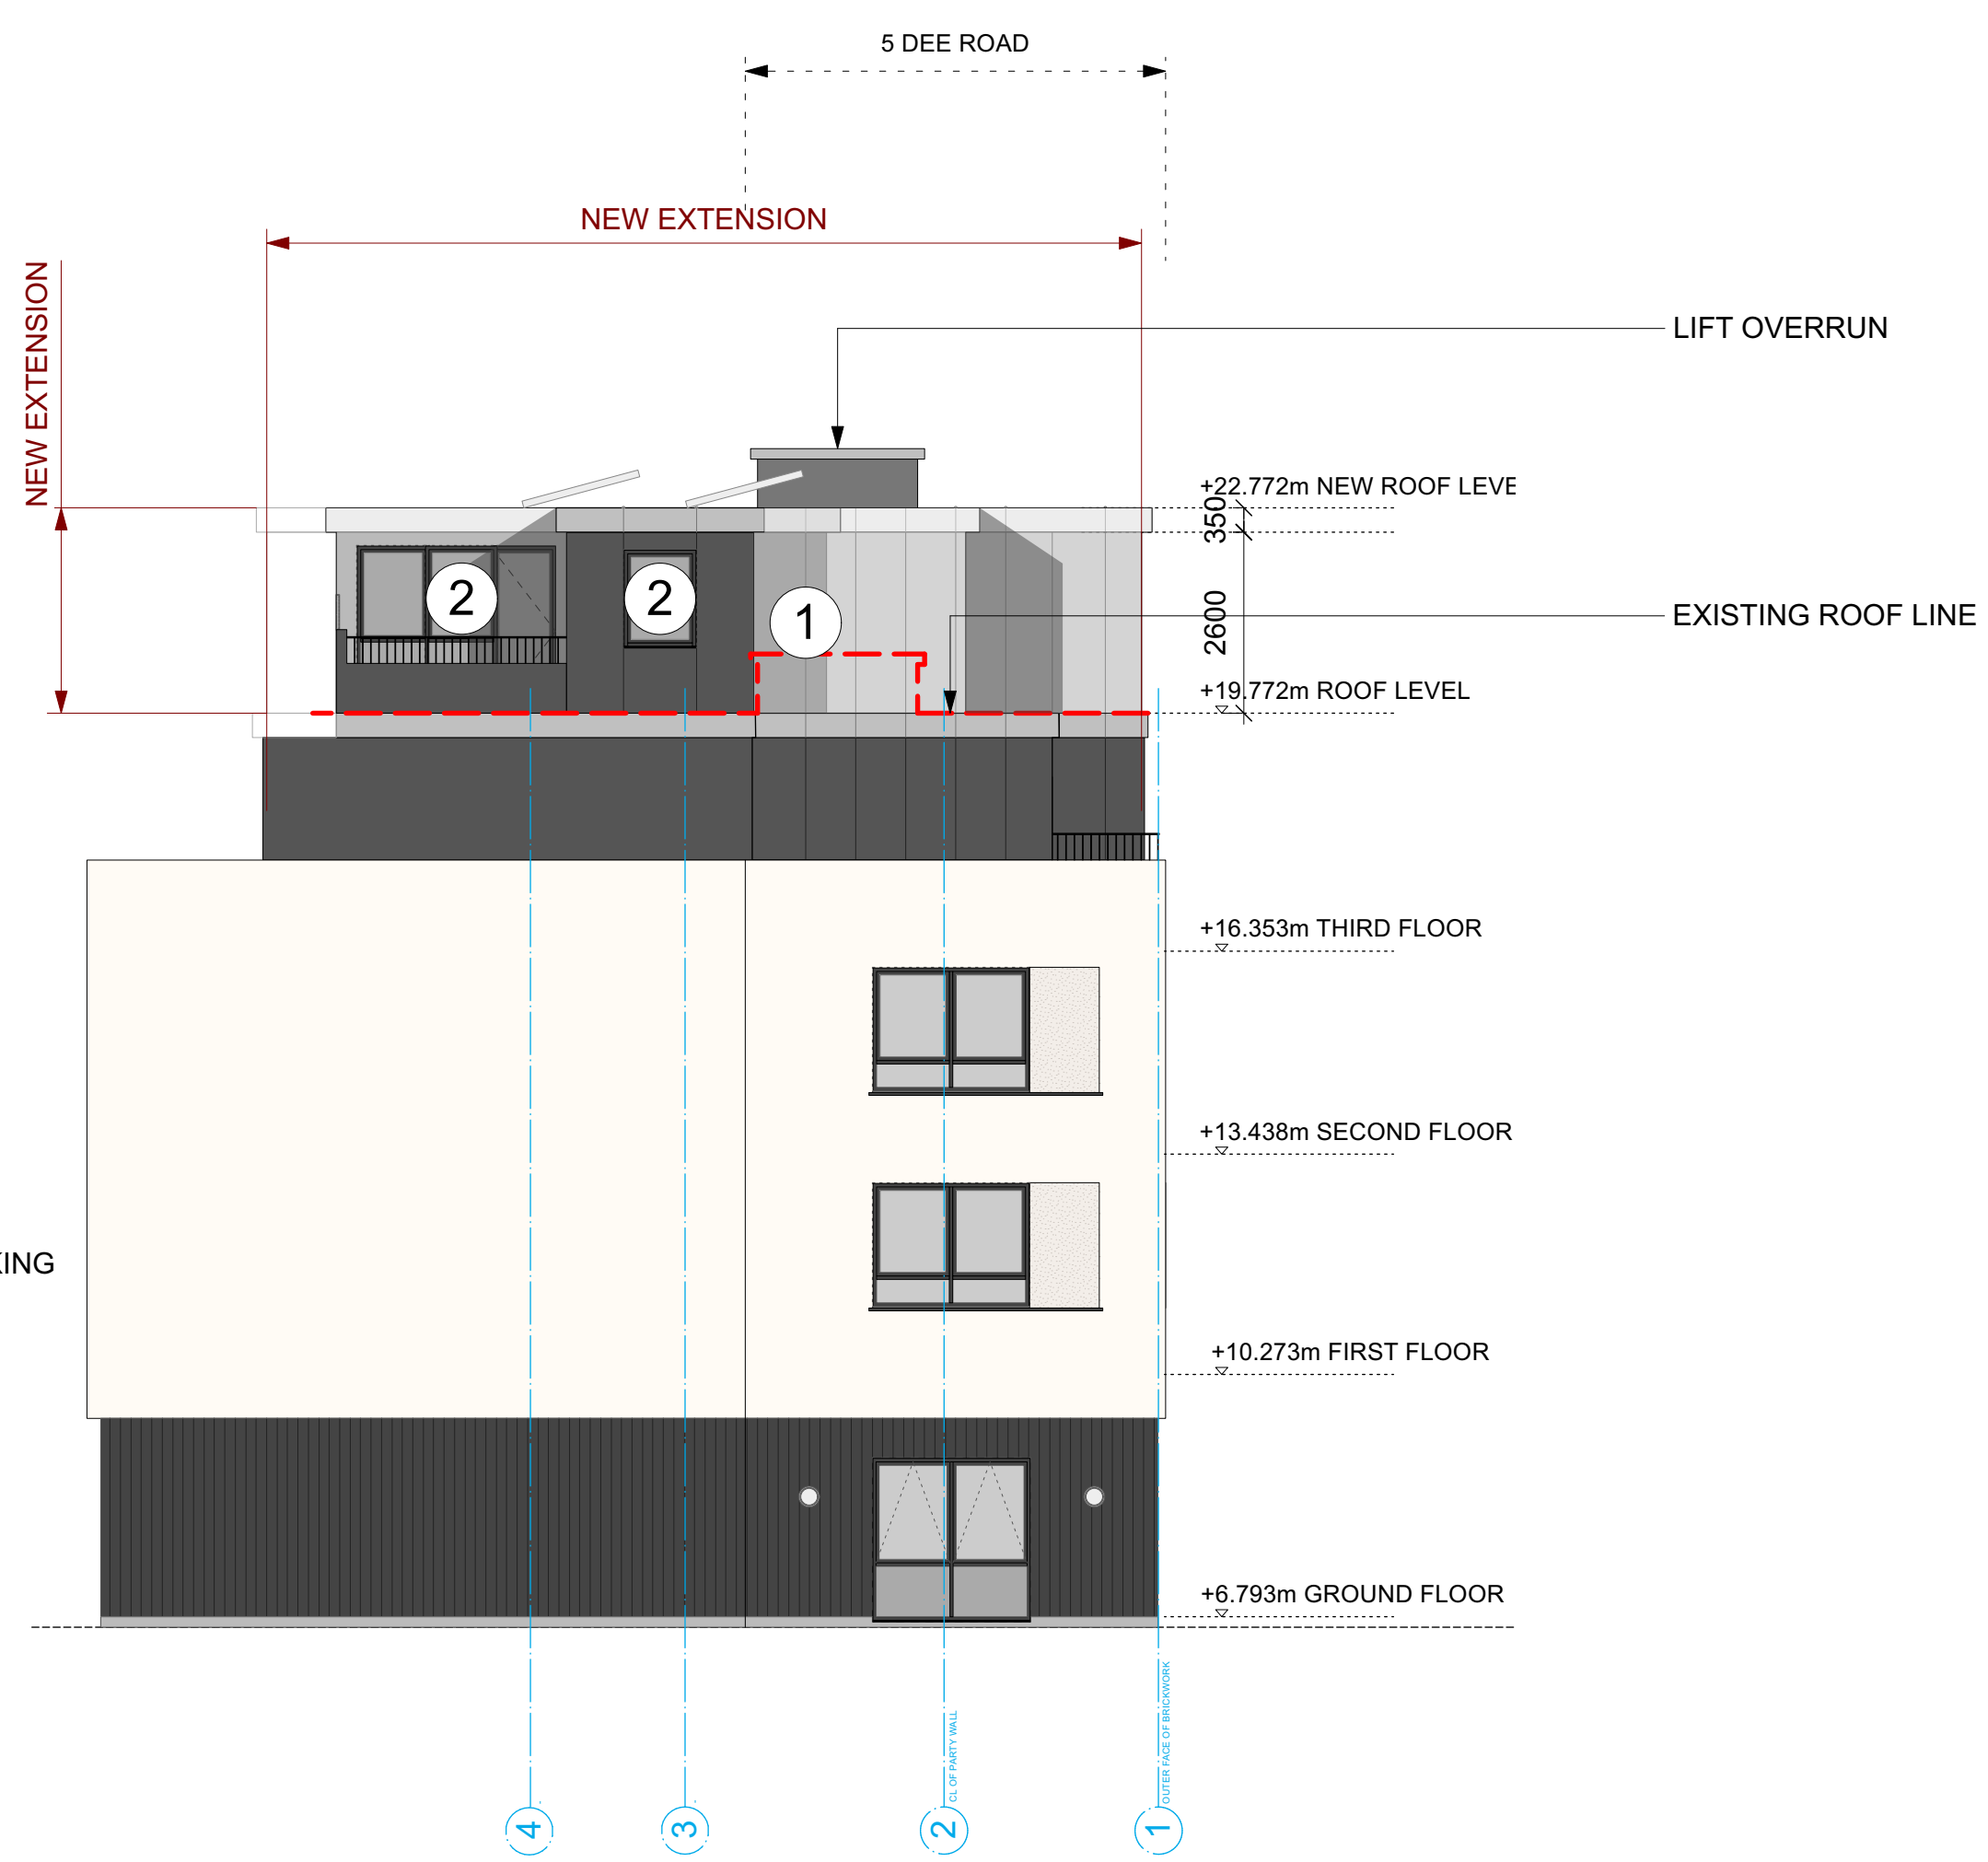 5 DEE ROAD
NEW EXTENSION
NEW EXTENSION
LIFT OVERRUN
+22.772m NEW ROOF LEVE
350
2
2
1
2600
EXISTING ROOF LINE
+19.772m ROOF LEVEL
+16.353m THIRD FLOOR
+13.438m SECOND FLOOR
KING
+10.273m FIRST FLOOR
+6.793m GROUND FLOOR
CL OF PARTY WALL
OUTER FACE OF BRICKWORK
4
3
2
1